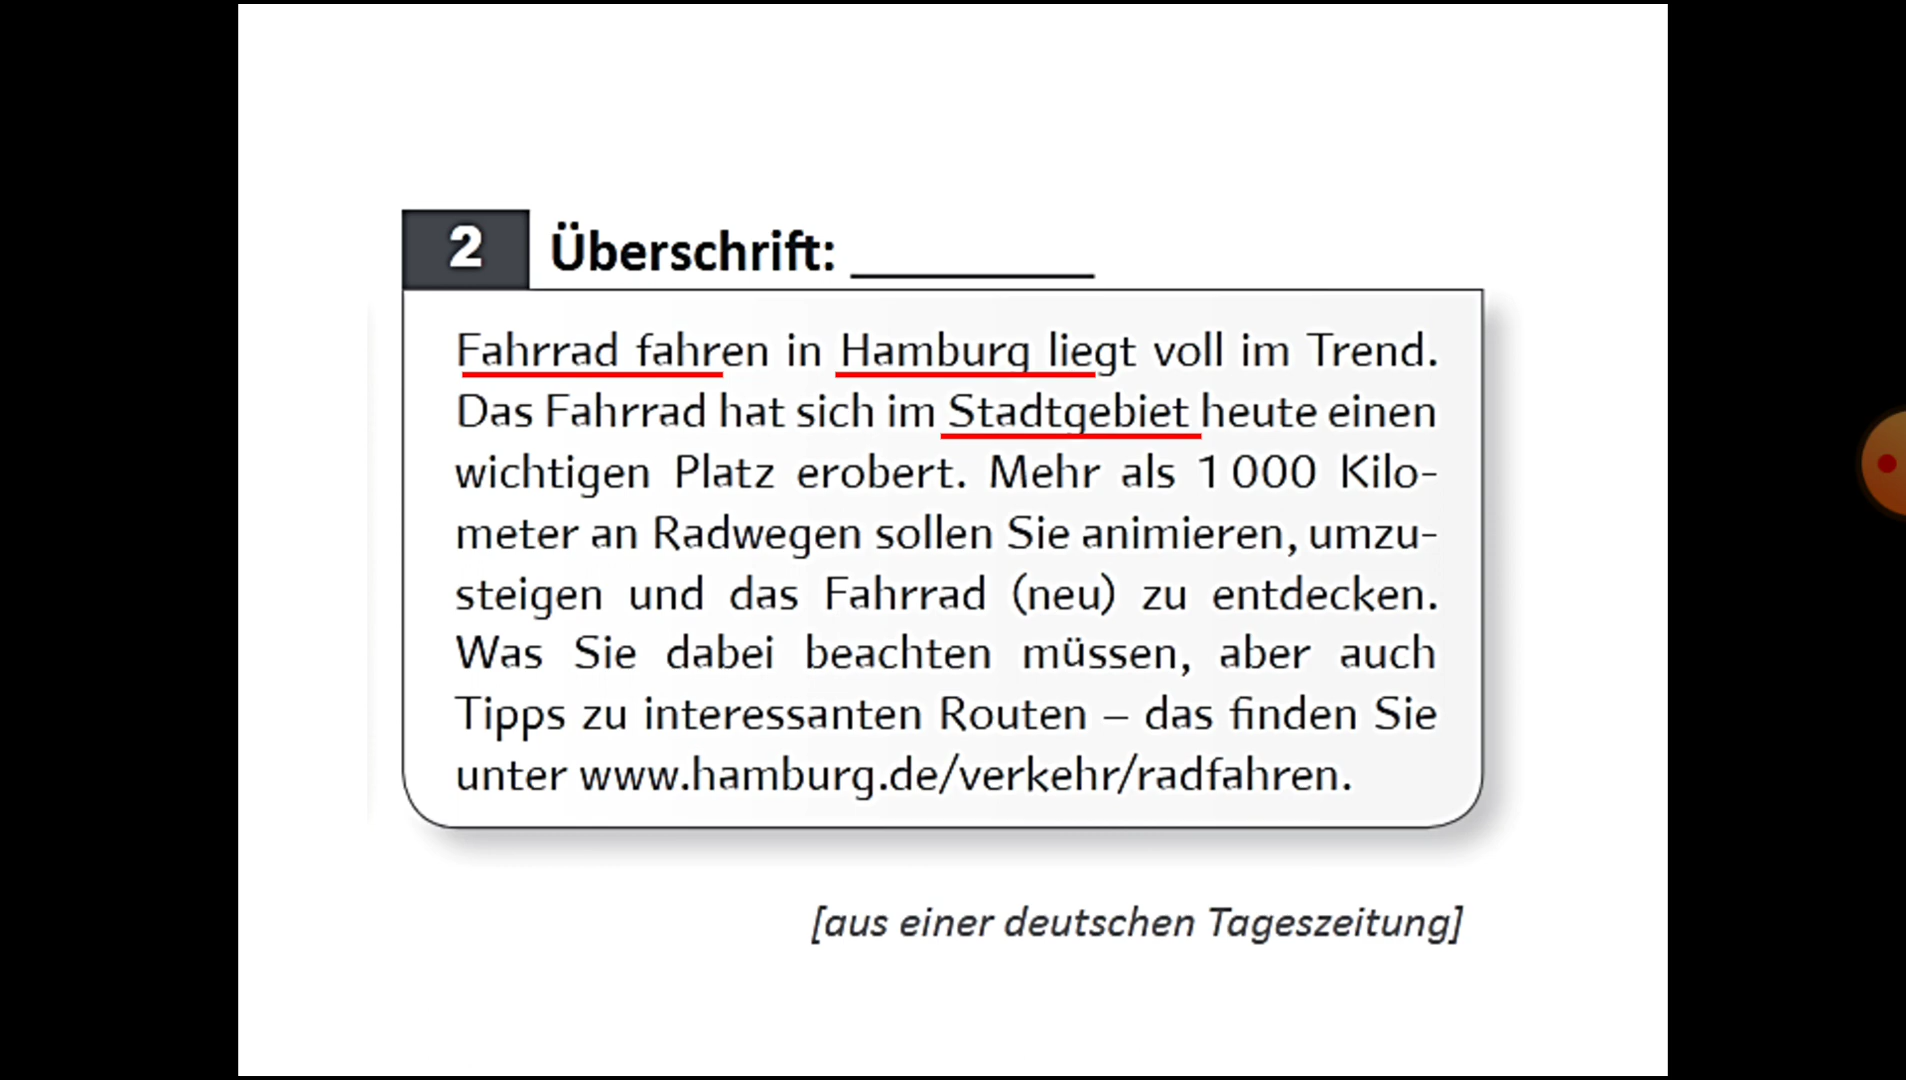 2 Überschrift: __________
Fahrrad fahren in Hamburg liegt voll im Trend.
Das Fahrrad hat sich im Stadtgebiet heute einen
wichtigen Platz erobert. Mehr als 1 000 Kilo-
meter an Radwegen sollen Sie animieren, umzu-
steigen und das Fahrrad (neu) zu entdecken.
Was Sie dabei beachten müssen, aber auch
Tipps zu interessanten Routen – das finden Sie
unter www.hamburg.de/verkehr/radfahren.
[aus einer deutschen Tageszeitung]